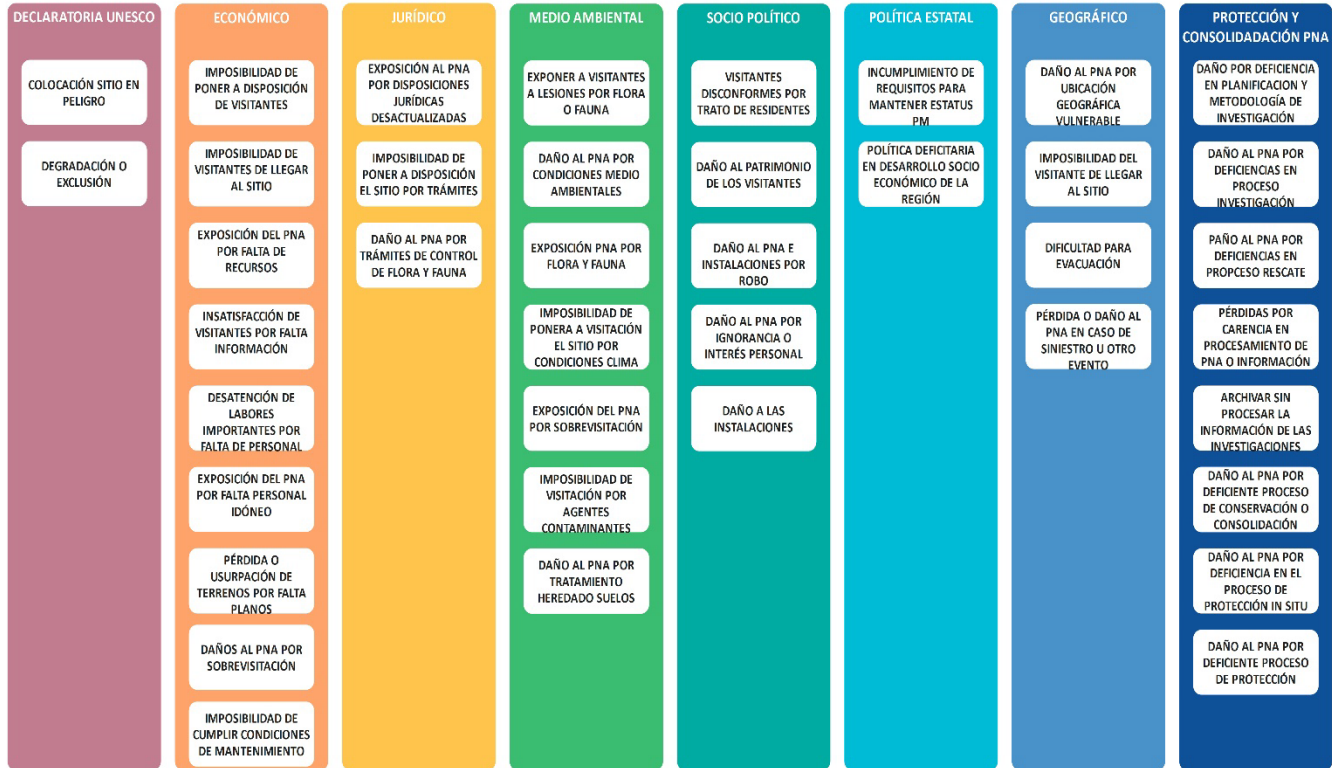 DECLARATORIA UNESCO
COLOCACIÓN SITIO EN
PELIGRO
DEGRADACIÓN O
EXCLUSIÓN
ECONÓMICO
IMPOSIBILIDAD DE
PONER A DISPOSICIÓN
DE VISITANTES
IMPOSIBILIDAD DE
VISITANTES DE LLEGAR
AL SITIO
EXPOSICIÓN DEL PNA
POR FALTA DE
RECURSOS
INSATISFACCIÓN DE
VISITANTES POR FALTA
INFORMACIÓN
DESATENCIÓN DE
LABORES
IMPORTANTES POR
FALTA DE PERSONAL
EXPOSICIÓN DEL PNA
POR FALTA PERSONAL
IDÓNEO
PÉRDIDA O
USURPACIÓN DE
TERRENOS POR FALTA
PLANOS
DAÑOS AL PNA POR
SOBREVISITACIÓN
IMPOSIBILIDAD DE
CUMPLIR CONDICIONES
DE MANTENIMIENTO
JURÍDICO
EXPOSICIÓN AL PNA
POR DISPOSICIONES
JURÍDICAS
DESACTUALIZADAS
IMPOSIBILIDAD DE
PONER A DISPOSICIÓN
EL SITIO POR TRÁMITES
DAÑO AL PNA POR
TRÁMITES DE CONTROL
DE FLORA Y FAUNA
MEDIO AMBIENTAL
EXPONER A VISITANTES
A LESIONES POR FLORA
O FAUNA
DAÑO AL PNA POR
CONDICIONES MEDIO
AMBIENTALES
EXPOSICIÓN PNA POR
FLORA Y FAUNA
IMPOSIBILIDAD DE
PONERA A VISITACIÓN
EL SITIO POR
CONDICIONES CLIMA
EXPOSICIÓN DEL PNA
POR SOBREVISITACIÓN
IMPOSIBILIDAD DE
VISITACIÓN POR
AGENTES
CONTAMINANTES
DAÑO AL PNA POR
TRATAMIENTO
HEREDADO SUELOS
SOCIO POLÍTICO
VISITANTES
DISCONFORMES POR
TRATO DE RESIDENTES
DAÑO AL PATRIMONIO
DE LOS VISITANTES
DAÑO AL PNA E
INSTALACIONES POR
ROBO
DAÑO AL PNA POR
IGNORANCIA O
INTERÉS PERSONAL
DAÑO A LAS
INSTALACIONES
POLÍTICA ESTATAL
INCUMPLIMIENTO DE
REQUISITOS PARA
MANTENER ESTATUS
PM
POLÍTICA DEFICITARIA
EN DESARROLLO SOCIO
ECONÓMICO DE LA
REGIÓN
GEOGRÁFICO
DAÑO AL PNA POR
UBICACIÓN
GEOGRÁFICA
VULNERABLE
IMPOSIBILIDAD DEL
VISITANTE DE LLEGAR
AL SITIO
DIFICULTAD PARA
EVACUACIÓN
PÉRDIDA O DAÑO AL
PNA EN CASO DE
SINIESTRO U OTRO
EVENTO
PROTECCIÓN Y
CONSOLIDADACIÓN PNA
DAÑO POR DEFICIENCIA
EN PLANIFICACION Y
METODOLOGÍA DE
INVESTIGACIÓN
DAÑO AL PNA POR
DEFICIENCIAS EN
PROCESO
INVESTIGACIÓN
PAÑO AL PNA POR
DEFICIENCIAS EN
PROPCESO RESCATE
PÉRDIDAS POR
CARENCIA EN
PROCESAMIENTO DE
PNA O INFORMACIÓN
ARCHIVAR SIN
PROCESAR LA
INFORMACIÓN DE LAS
INVESTIGACIONES
DAÑO AL PNA POR
DEFICIENTE PROCESO
DE CONSERVACIÓN O
CONSOLIDACIÓN
DAÑO AL PNA POR
DEFICIENCIA EN EL
PROCESO DE
PROTECCIÓN IN SITU
DAÑO AL PNA POR
DEFICIENTE PROCESO
DE PROTECCIÓN